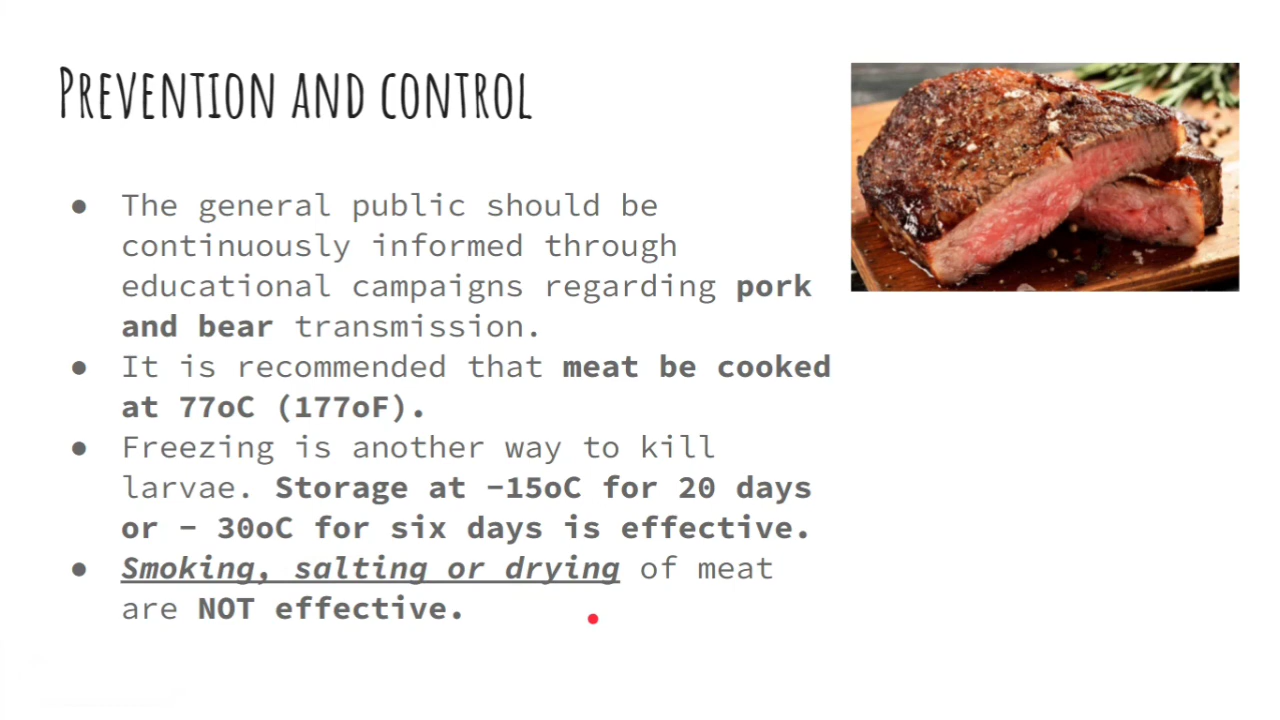 Prevention and control
● The general public should be
continuously informed through
educational campaigns regarding pork
and bear transmission.
● It is recommended that meat be cooked
at 77oC (177oF).
● Freezing is another way to kill
larvae. Storage at −15oC for 20 days
or − 30oC for six days is effective.
● Smoking, salting or drying of meat
are NOT effective.